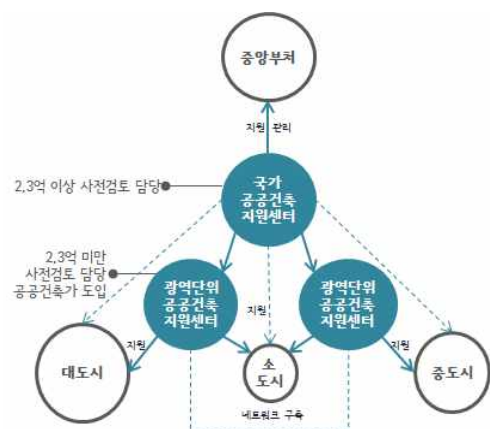 중앙부처
지원 관리
2,3억 이상 사전검토 담당
국가
공공건축
지원센터
2,3억 미만
사전검토 담당
공공건축가 도입
광역단위
공공건축
지원센터
지원
광역단위
공공건축
지원센터
지원
지원
대도시
소
도시
중도시
네트워크 구축